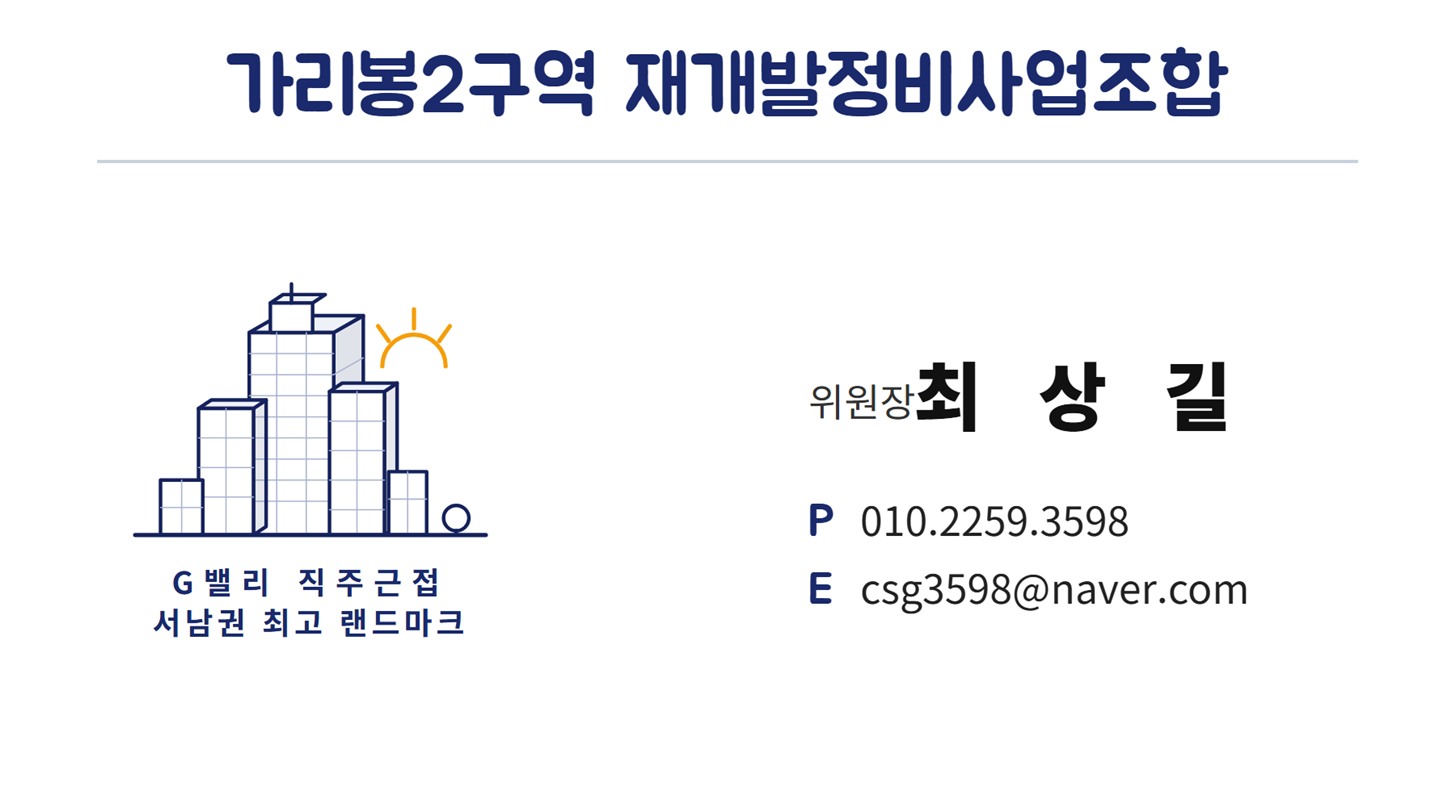 가리봉2구역 재개발정비사업조합
G밸리 직주근접
서남권 최고 랜드마크
위원장 최 상 길
P 010.2259.3598
E csg3598@naver.com